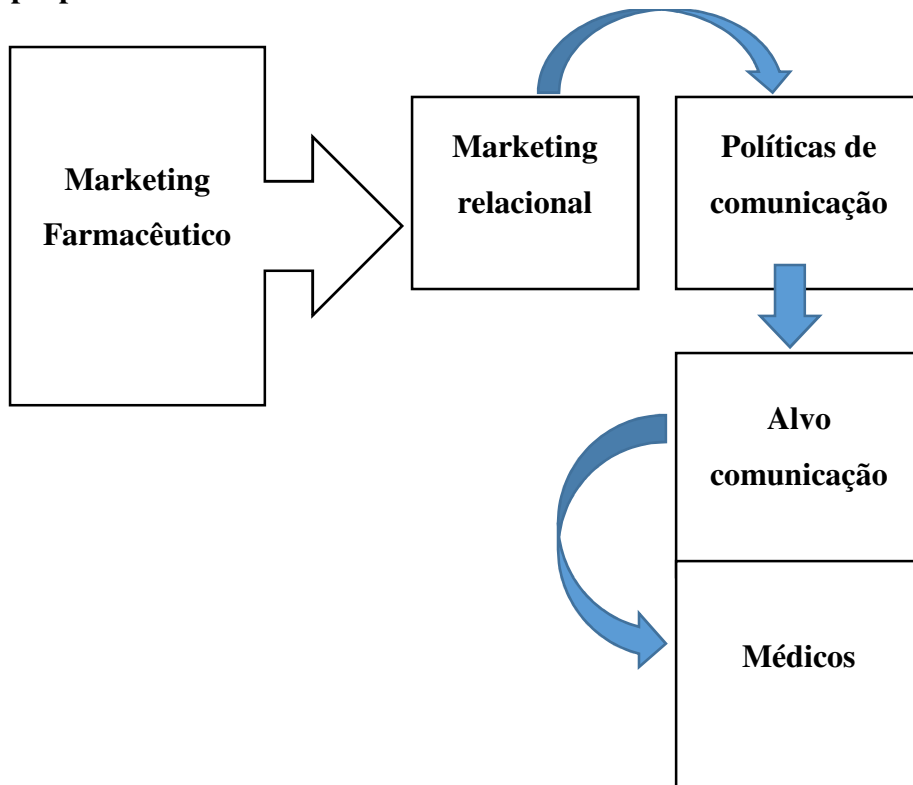 Marketing
Farmacêutico
Marketing
relacional
Políticas de
comunicação
Alvo
comunicação
Médicos